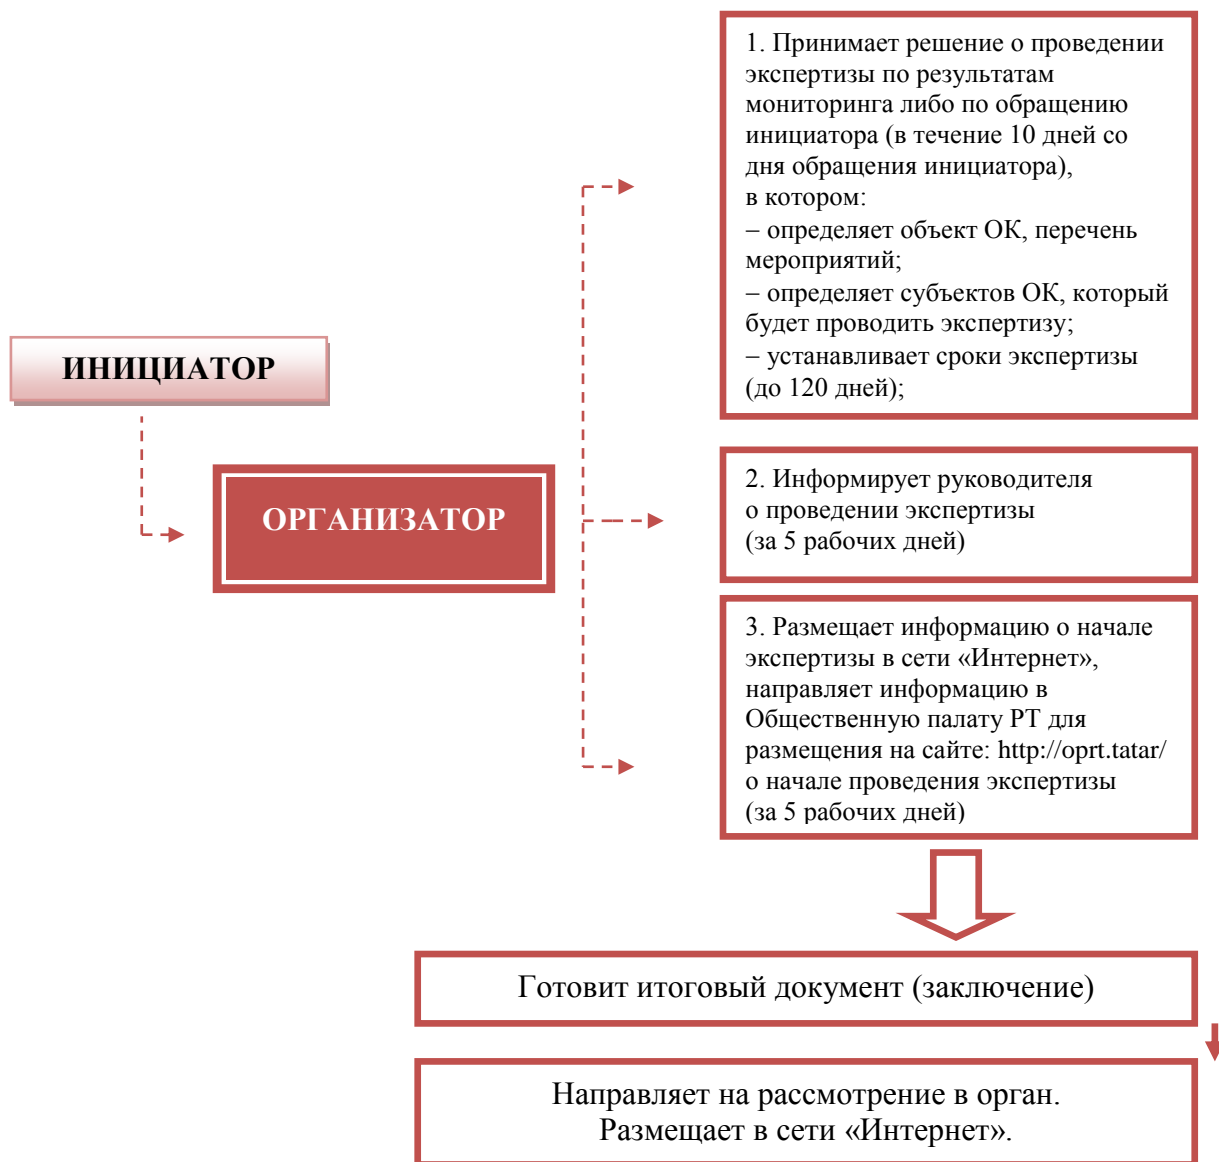 1. Принимает решение о проведении
экспертизы по результатам
мониторинга либо по обращению
инициатора (в течение 10 дней со
дня обращения инициатора),
в котором:
– определяет объект ОК, перечень
мероприятий;
– определяет субъектов ОК, который
будет проводить экспертизу;
– устанавливает сроки экспертизы
(до 120 дней);
ИНИЦИАТОР
ОРГАНИЗАТОР
2. Информирует руководителя
о проведении экспертизы
(за 5 рабочих дней)
3. Размещает информацию о начале
экспертизы в сети «Интернет»,
направляет информацию в
Общественную палату РТ для
размещения на сайте: http://oprt.tatar/
о начале проведения экспертизы
(за 5 рабочих дней)
Готовит итоговый документ (заключение)
Направляет на рассмотрение в орган.
Размещает в сети «Интернет».